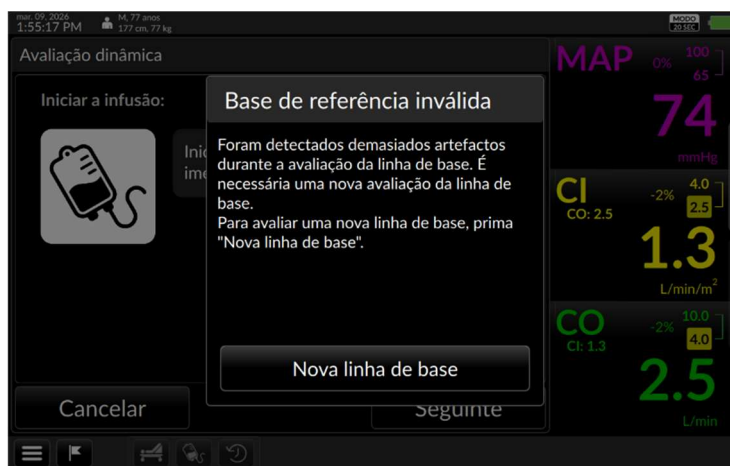 mar. 09, 2026
1:55:17 PM
M, 77 anos
177 cm. 77 kg
MODO
20 SEC
Avaliação dinâmica
Iniciar a infusão:
Base de referência inválida
Foram detectados demasiados artefactos
durante a avaliação da linha de base. É
necessária uma nova avaliação da linha de
base.
Para avaliar uma nova linha de base, prima
"Nova linha de base".
Nova linha de base
Cancelar
Seguinte
MAP
0%
100
65
74
mmHg
CI
CO: 2.5
-2%
4.0
2.5
1.3
L/min/m²
CO
CI: 1.3
-2%
10.0
4.0
2.5
L/min